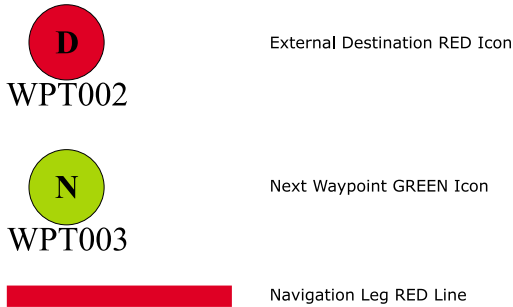 D
External Destination RED Icon
WPT002
N
Next Waypoint GREEN Icon
WPT003
Navigation Leg RED Line